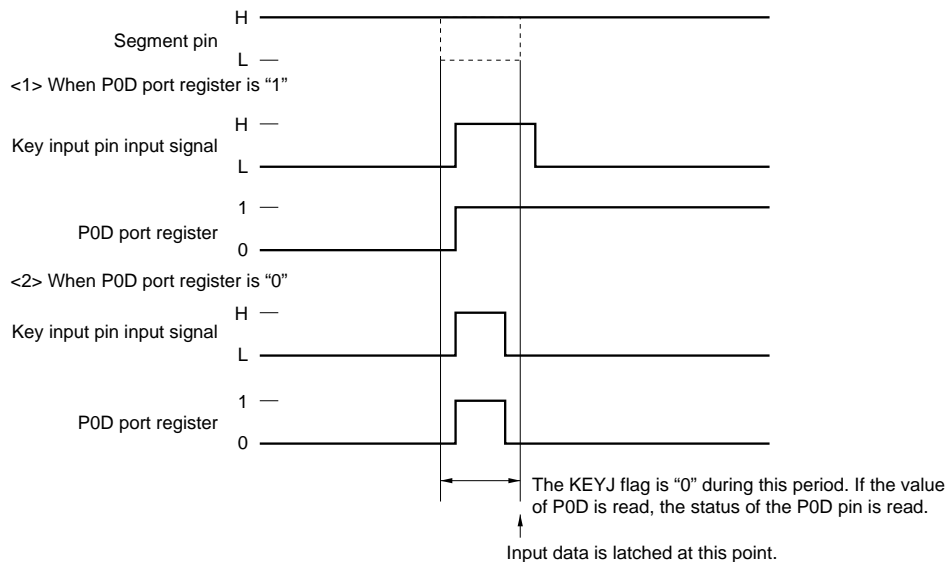 H
Segment pin
L
<1> When P0D port register is “1”
H
Key input pin input signal
L
1
P0D port register
0
<2> When P0D port register is “0”
H
Key input pin input signal
L
1
P0D port register
0
The KEYJ flag is “0” during this period. If the value
of P0D is read, the status of the P0D pin is read.
Input data is latched at this point.